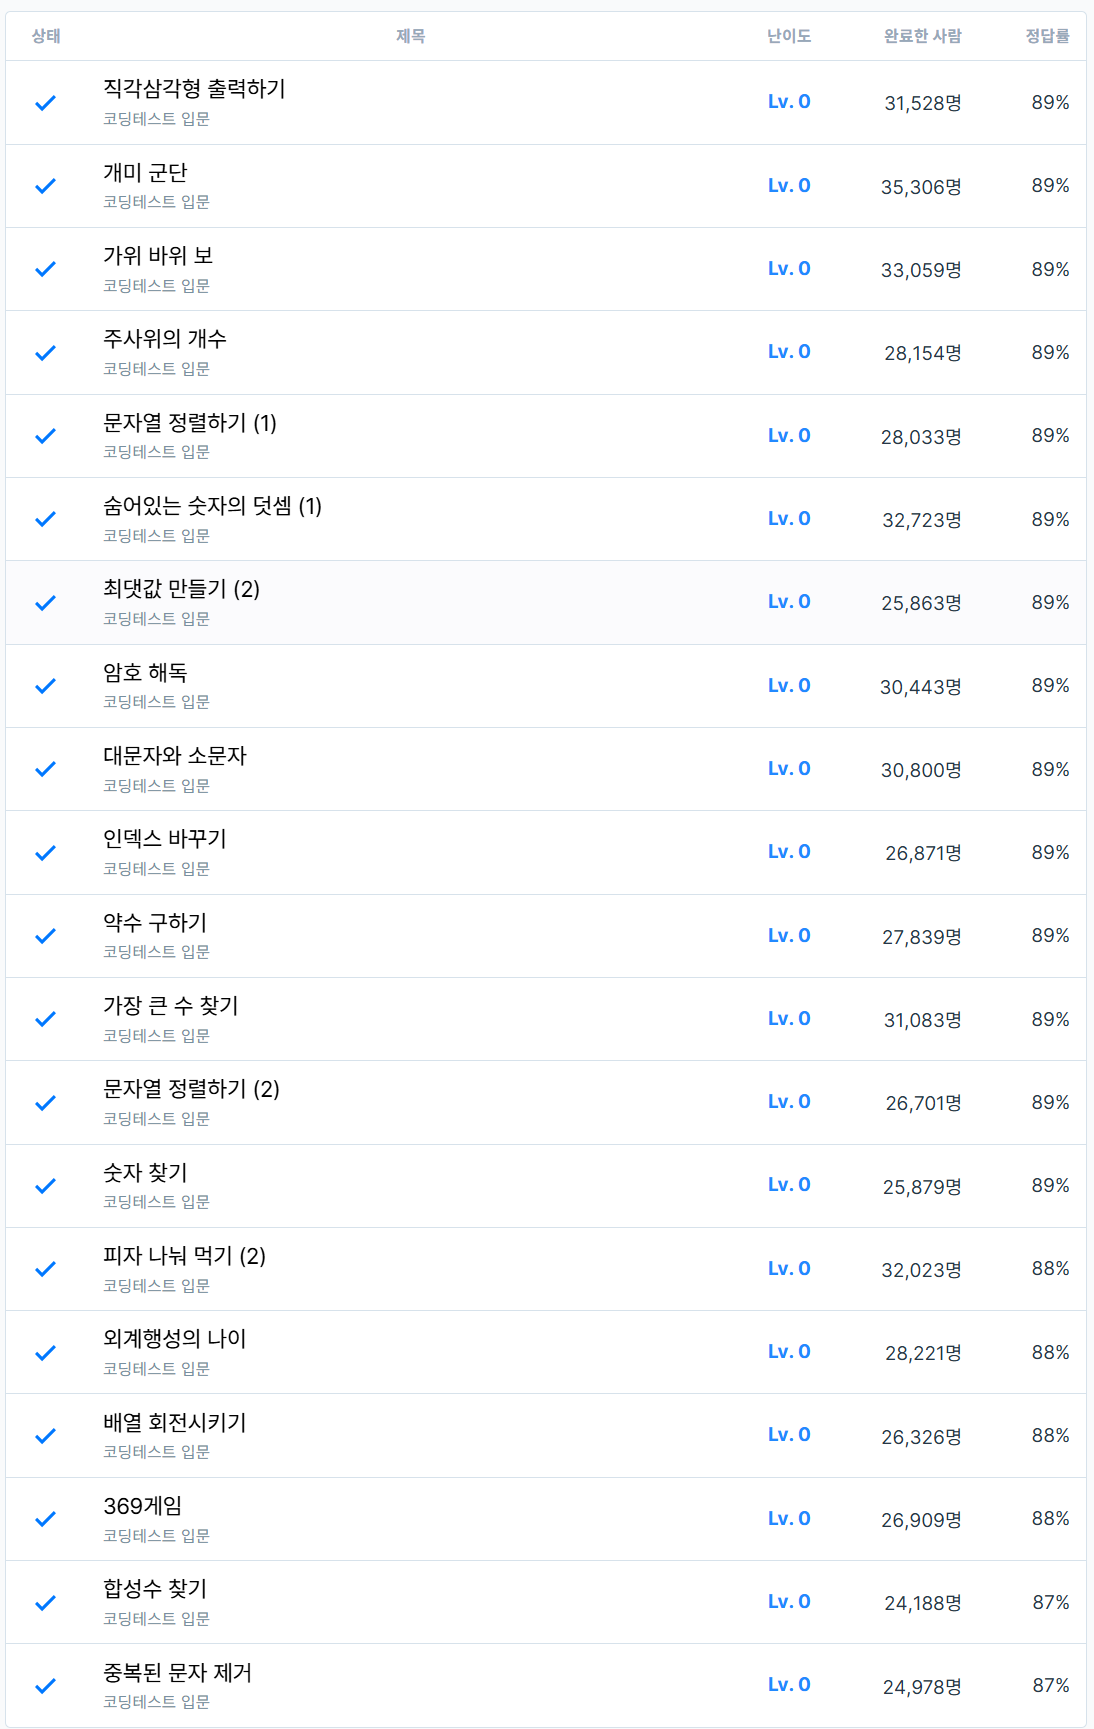 상태 제목 난이도 완료한 사람 정답률
직각삼각형 출력하기
코딩테스트 입문
Lv. 0 31,528명 89%
개미 군단
코딩테스트 입문
Lv. 0 35,306명 89%
가위 바위 보
코딩테스트 입문
Lv. 0 33,059명 89%
주사위의 개수
코딩테스트 입문
Lv. 0 28,154명 89%
문자열 정렬하기 (1)
코딩테스트 입문
Lv. 0 28,033명 89%
숨어있는 숫자의 덧셈 (1)
코딩테스트 입문
Lv. 0 32,723명 89%
최댓값 만들기 (2)
코딩테스트 입문
Lv. 0 25,863명 89%
암호 해독
코딩테스트 입문
Lv. 0 30,443명 89%
대문자와 소문자
코딩테스트 입문
Lv. 0 30,800명 89%
인덱스 바꾸기
코딩테스트 입문
Lv. 0 26,871명 89%
약수 구하기
코딩테스트 입문
Lv. 0 27,839명 89%
가장 큰 수 찾기
코딩테스트 입문
Lv. 0 31,083명 89%
문자열 정렬하기 (2)
코딩테스트 입문
Lv. 0 26,701명 89%
숫자 찾기
코딩테스트 입문
Lv. 0 25,879명 89%
피자 나눠 먹기 (2)
코딩테스트 입문
Lv. 0 32,023명 88%
외계행성의 나이
코딩테스트 입문
Lv. 0 28,221명 88%
배열 회전시키기
코딩테스트 입문
Lv. 0 26,326명 88%
369게임
코딩테스트 입문
Lv. 0 26,909명 88%
합성수 찾기
코딩테스트 입문
Lv. 0 24,188명 87%
중복된 문자 제거
코딩테스트 입문
Lv. 0 24,978명 87%